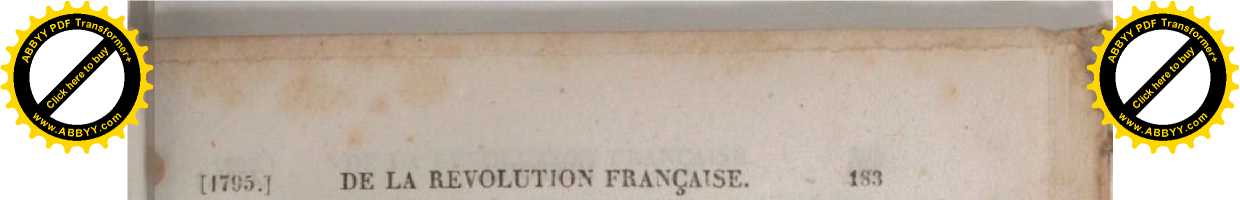 ABBYY PDF Transformer+
Click here to buy
www.ABBYY.com
ABBYY PDF Transformer+
Click here to buy
www.ABBYY.com
[1795.] DE LA REVOLUTION FRANÇAISE. 183